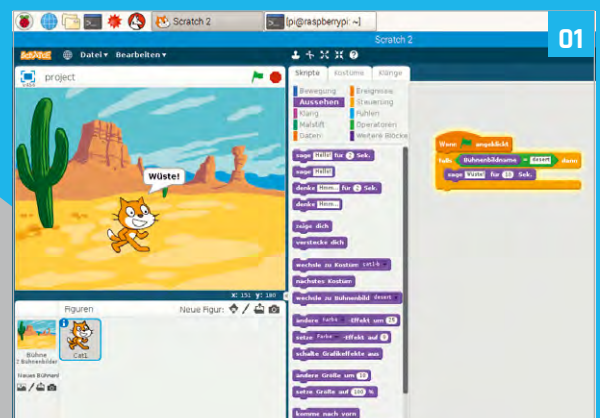 Scratch 2
[pi@raspberrypi: ~]
Scratch 2
01
SCRATCH
Datei
Bearbeiten
project
Wüste!
x: 151 y: 180
Figuren
Neue Figur:
Bühne
2 Bühnenbilder
Cat1
Skripte
Kostüme
Klänge
Bewegung
Aussehen
Klang
Malstift
Daten
Ereignisse
Steuerung
Fühlen
Operatoren
Weitere Blöcke
sage Hello! für 2 Sek.
sage Hello!
denke Hmm... für 2 Sek.
denke Hmm...
zeige dich
verstecke dich
wechsle zu Kostüm cat1-b
nächstes Kostüm
wechsle zu Bühnenbild desert
ändere Farbe -Effekt um 25
setze Farbe -Effekt auf 0
schalte Grafikeffekte aus
ändere Größe um 10
setze Größe auf 100 %
komme nach vorn
Wenn angeklickt
falls Bühnenbildname = desert dann
sage Wüste! für 10 Sek.